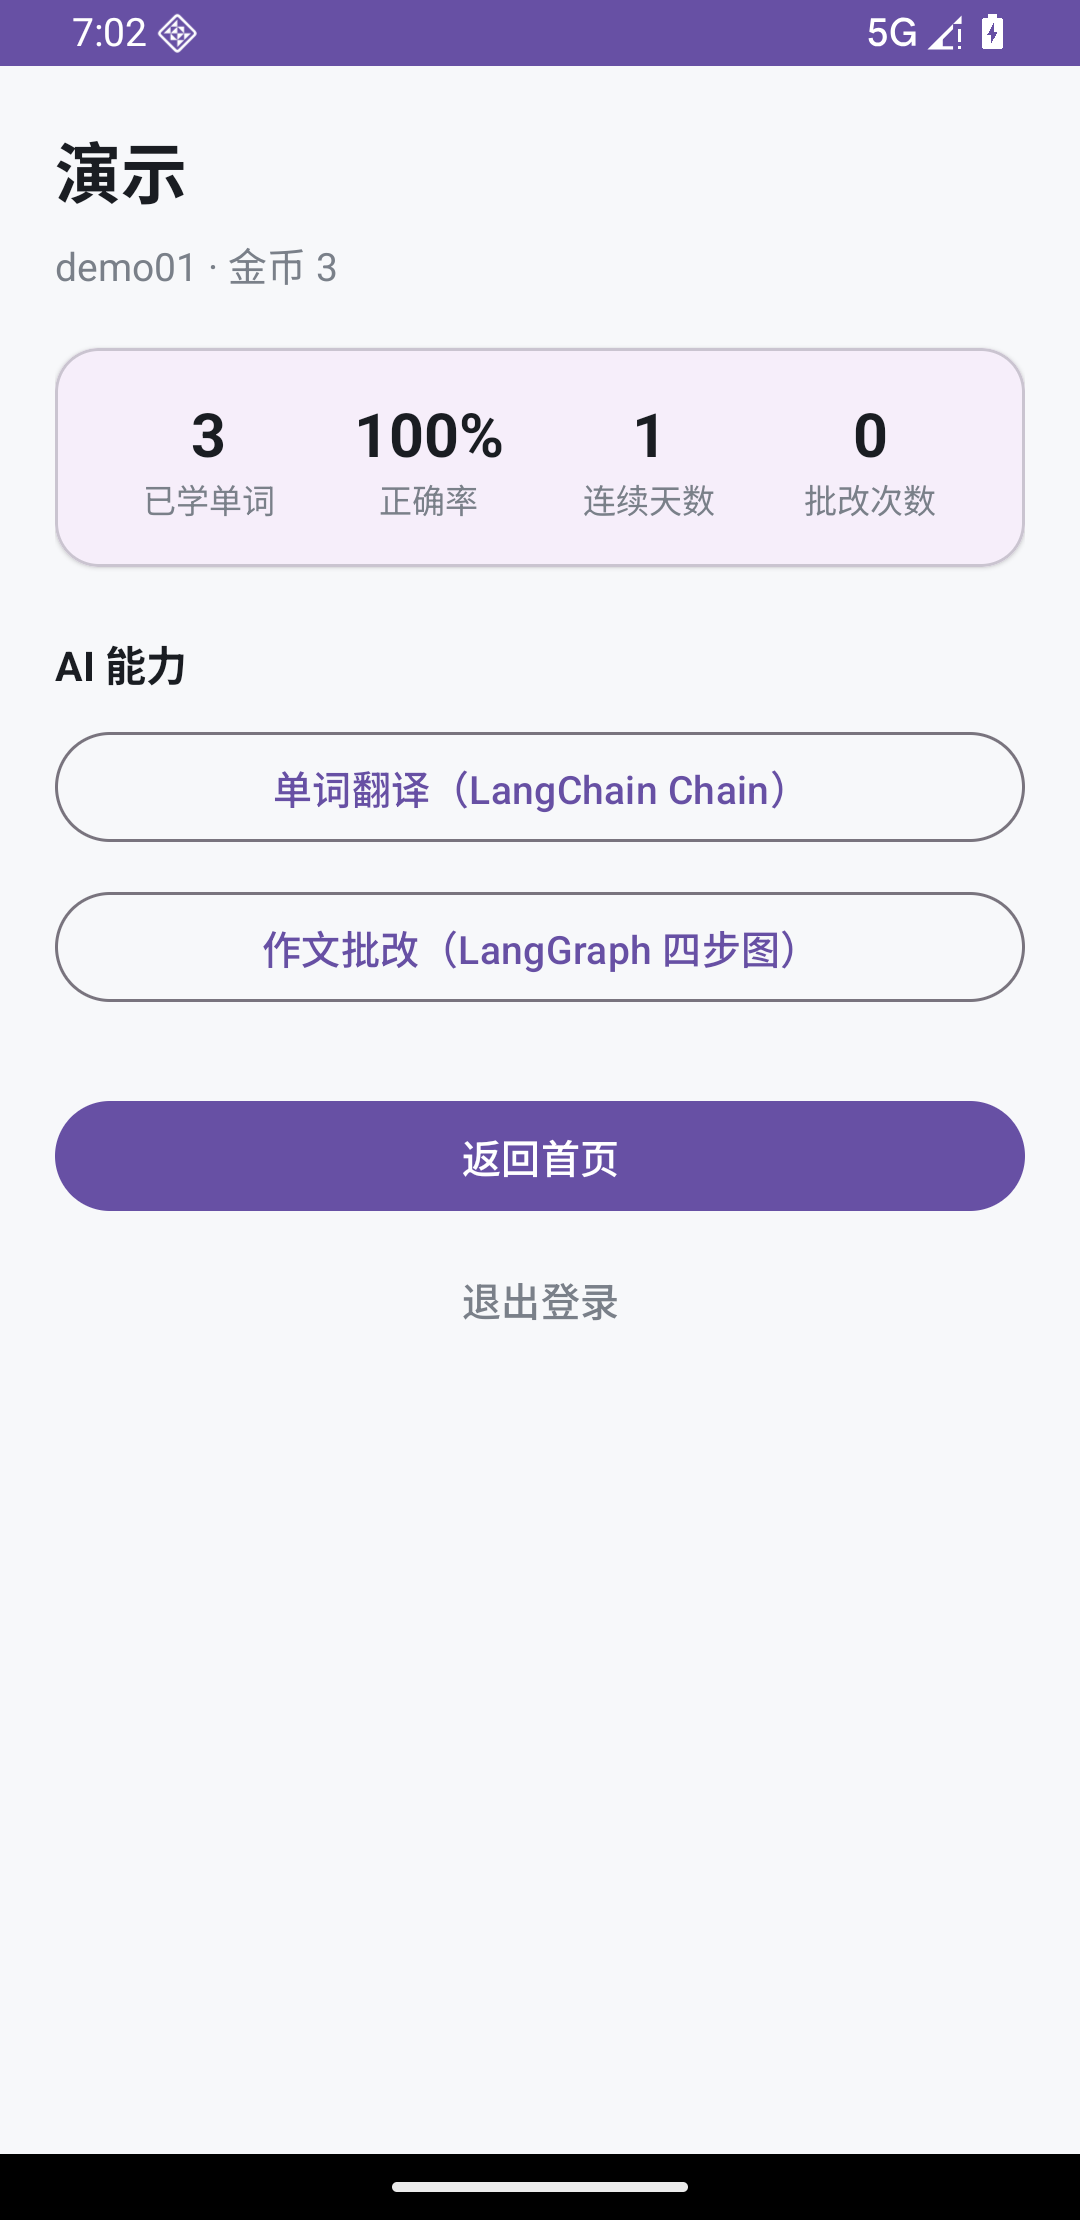 7:02 5G
演示
demo01 · 金币 3
3 100% 1 0
已学单词 正确率 连续天数 批改次数
AI 能力
单词翻译（LangChain Chain）
作文批改（LangGraph 四步图）
返回首页
退出登录